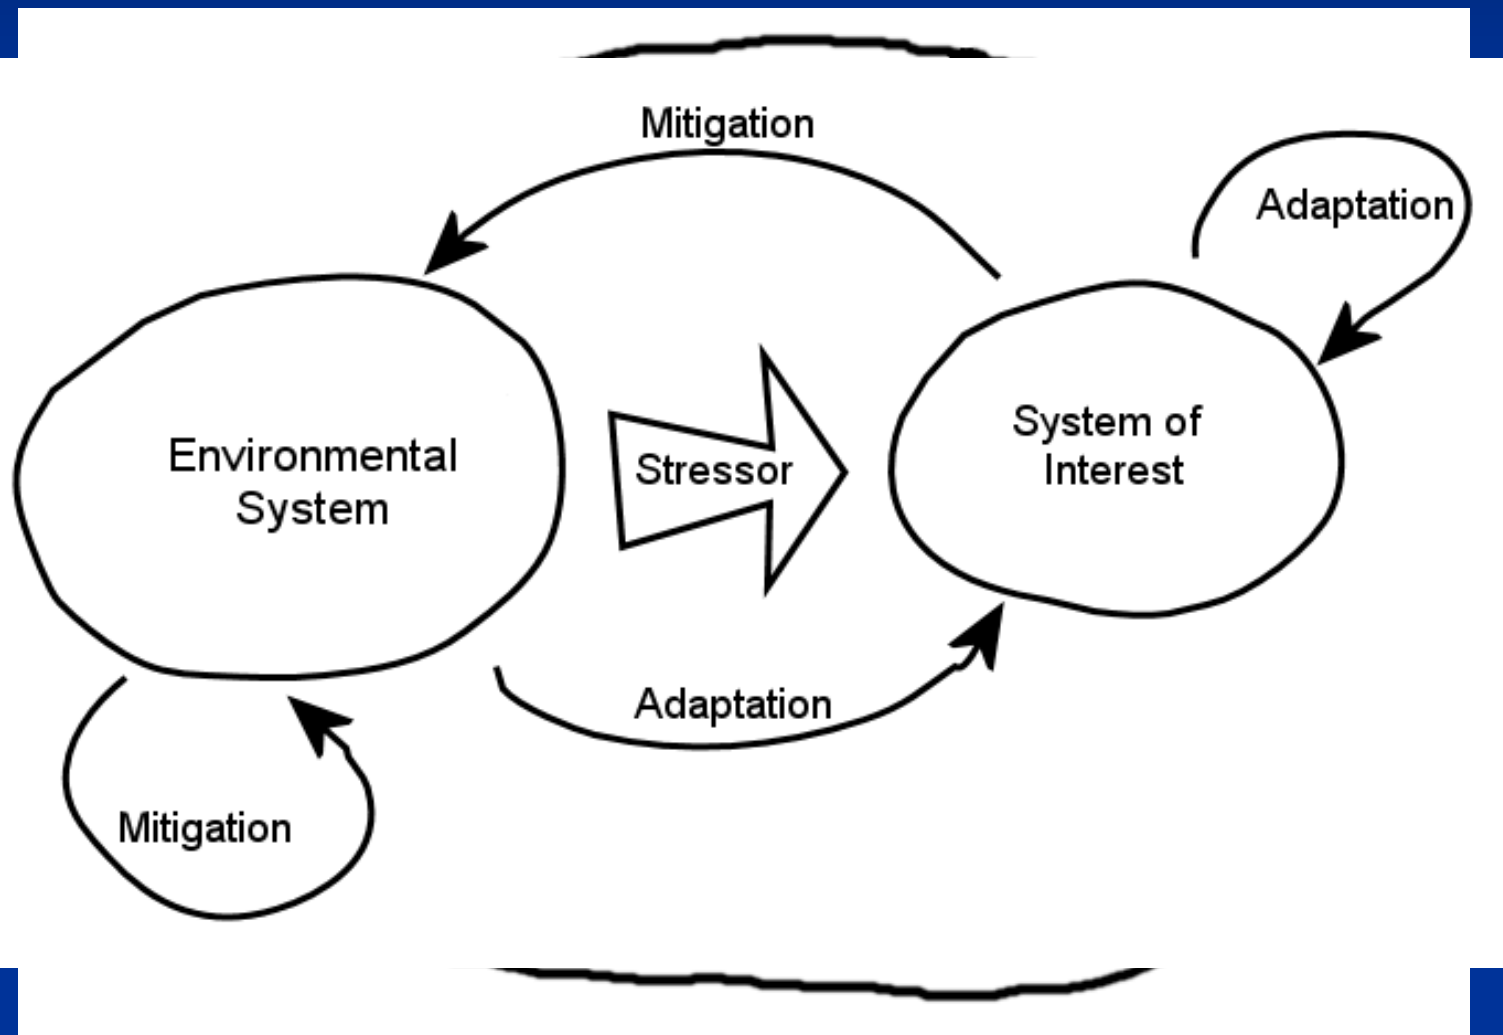 Mitigation
Adaptation
Environmental
System
Stressor
System of
Interest
Adaptation
Mitigation